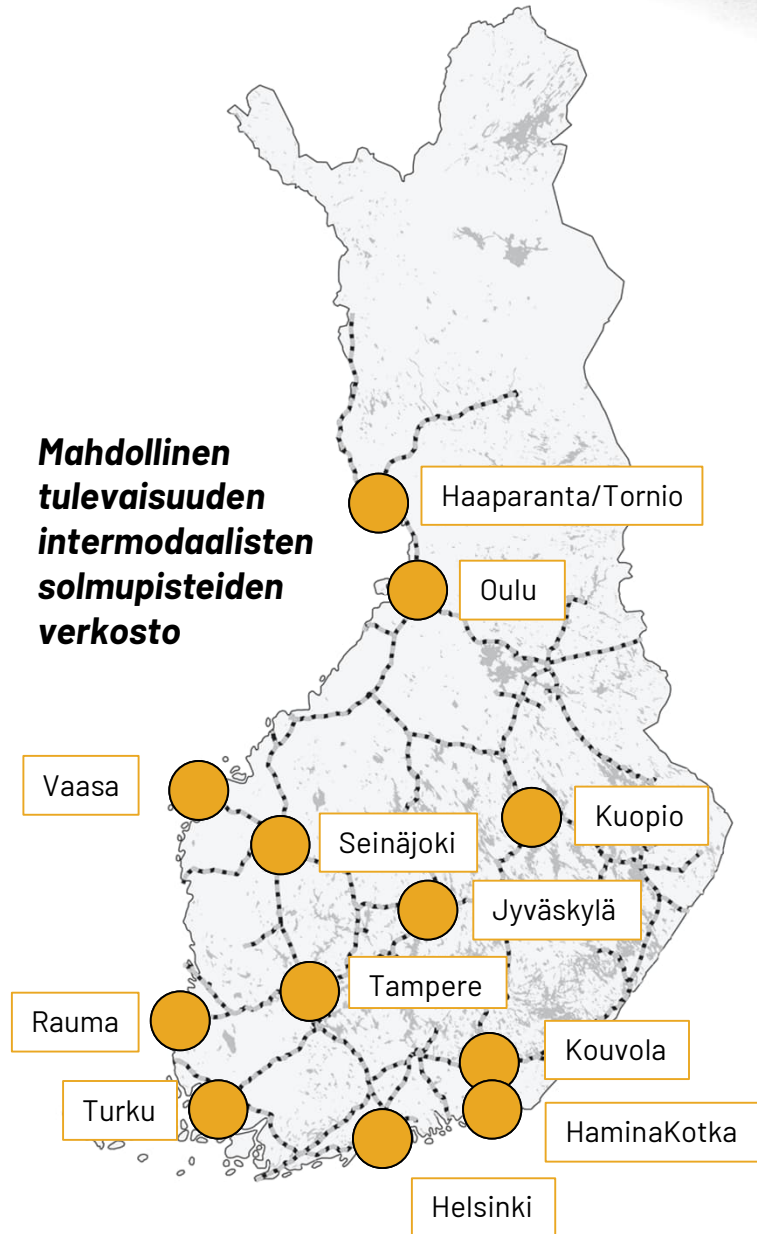 Mahdollinen
tulevaisuuden
intermodaalisten
solmupisteiden
verkosto
Haaparanta/Tornio
Oulu
Vaasa
Kuopio
Seinäjoki
Jyväskylä
Tampere
Rauma
Kouvola
Turku
HaminaKotka
Helsinki